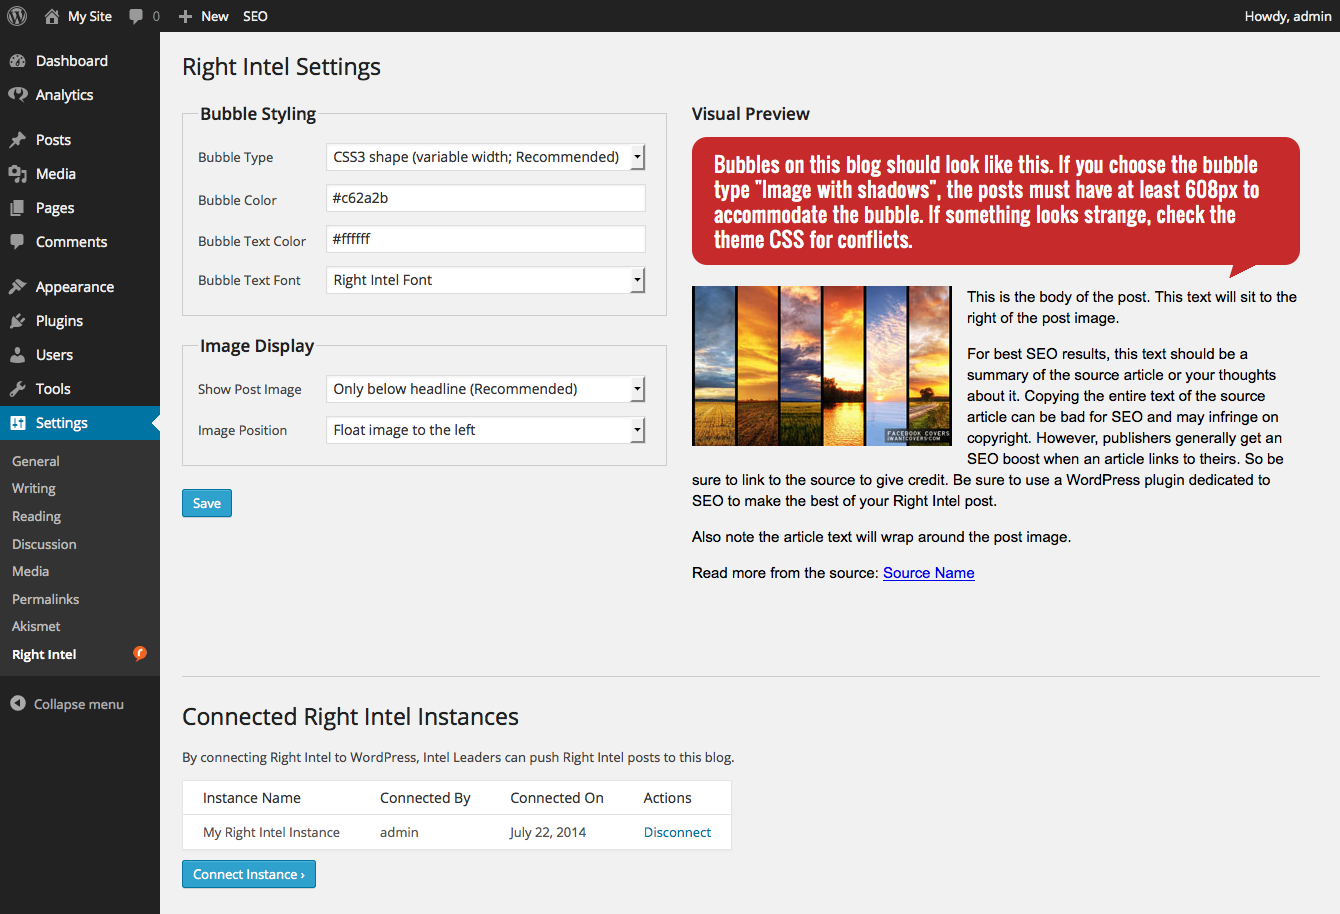 My Site
0
New
SEO
Howdy, admin
Dashboard
Analytics
Posts
Media
Pages
Comments
Appearance
Plugins
Users
Tools
Settings
General
Writing
Reading
Discussion
Media
Permalinks
Akismet
Right Intel
Collapse menu
Right Intel Settings
Bubble Styling
Bubble Type
CSS3 shape (variable width; Recommended)
Bubble Color
#c62a2b
Bubble Text Color
#ffffff
Bubble Text Font
Right Intel Font
Image Display
Show Post Image
Only below headline (Recommended)
Image Position
Float image to the left
Save
Visual Preview
Bubbles on this blog should look like this. If you choose the bubble
type "Image with shadows", the posts must have at least 608px to
accommodate the bubble. If something looks strange, check the
theme CSS for conflicts.
FACEBOOK COVERS
IWANTCOVERS.COM
This is the body of the post. This text will sit to the
right of the post image.
For best SEO results, this text should be a
summary of the source article or your thoughts
about it. Copying the entire text of the source
article can be bad for SEO and may infringe on
copyright. However, publishers generally get an
SEO boost when an article links to theirs. So be
sure to link to the source to give credit. Be sure to use a WordPress plugin dedicated to
SEO to make the best of your Right Intel post.
Also note the article text will wrap around the post image.
Read more from the source: Source Name
Connected Right Intel Instances
By connecting Right Intel to WordPress, Intel Leaders can push Right Intel posts to this blog.
Instance Name Connected By Connected On Actions
My Right Intel Instance admin July 22, 2014 Disconnect
Connect Instance ›